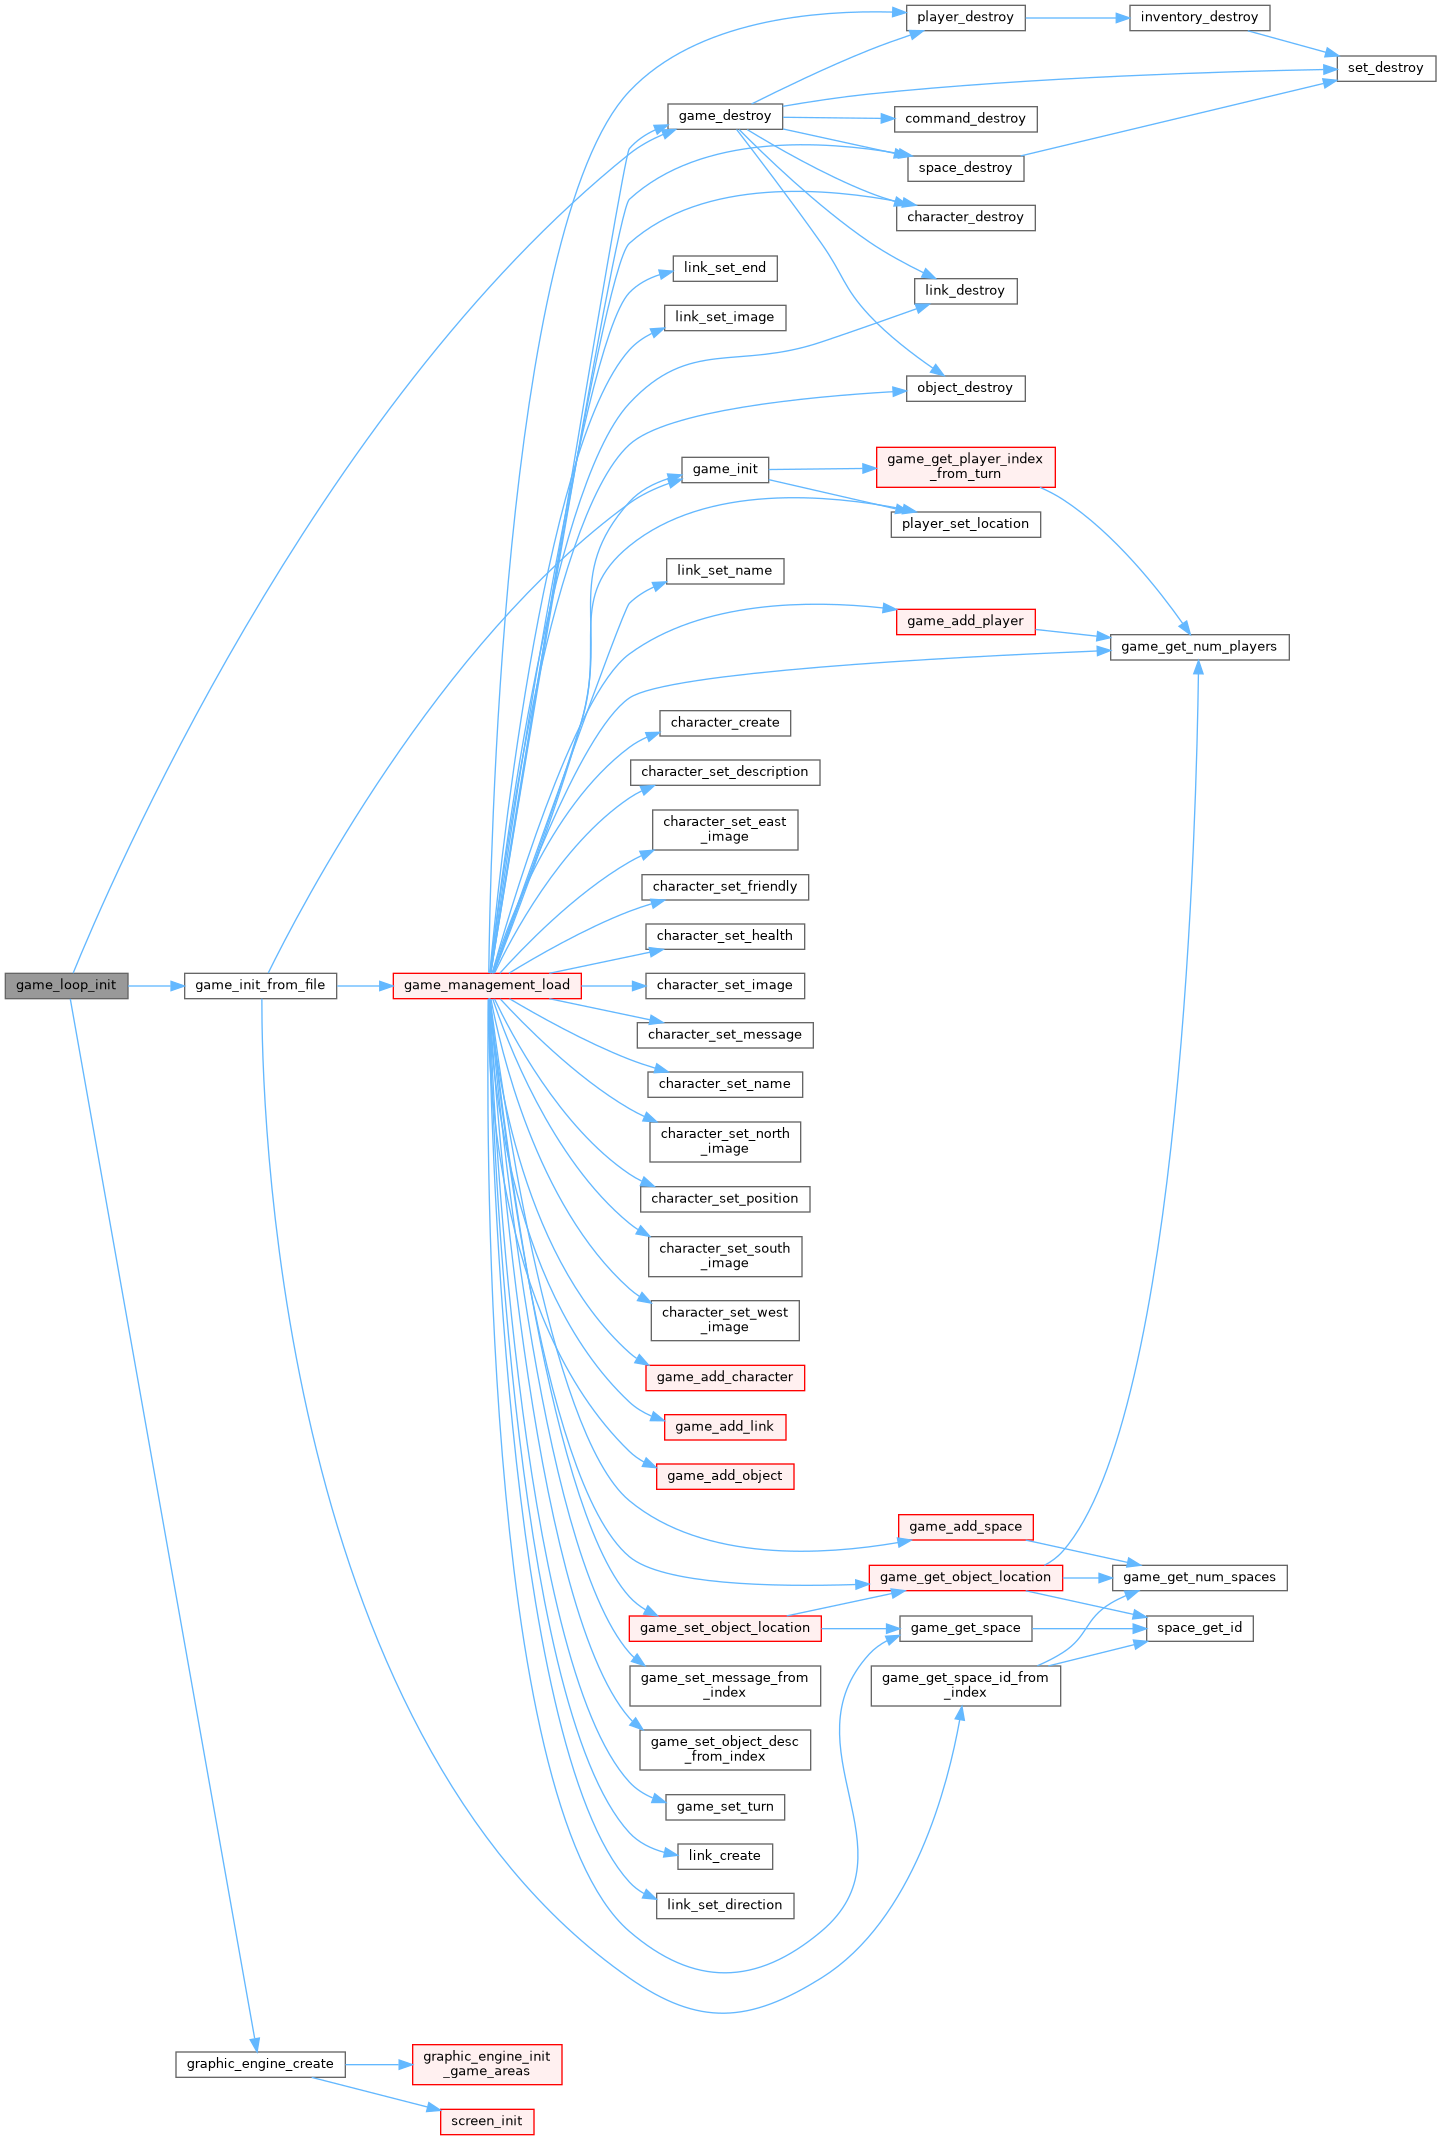 player_destroy
inventory_destroy
set_destroy
game_destroy
command_destroy
space_destroy
character_destroy
link_set_end
link_destroy
link_set_image
object_destroy
game_init
game_get_player_index
_from_turn
player_set_location
link_set_name
game_add_player
game_get_num_players
character_create
character_set_description
character_set_east
_image
character_set_friendly
character_set_health
game_loop_init
game_init_from_file
game_management_load
character_set_image
character_set_message
character_set_name
character_set_north
_image
character_set_position
character_set_south
_image
character_set_west
_image
game_add_character
game_add_link
game_add_object
game_add_space
game_get_object_location
game_get_num_spaces
game_set_object_location
game_get_space
space_get_id
game_set_message_from
_index
game_get_space_id_from
_index
game_set_object_desc
_from_index
game_set_turn
link_create
link_set_direction
graphic_engine_create
graphic_engine_init
_game_areas
screen_init